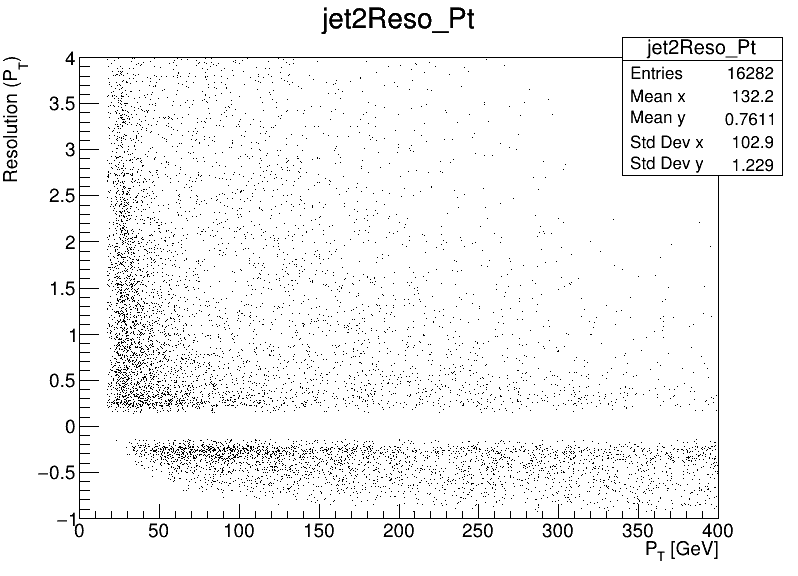 jet2Reso_Pt
jet2Reso_Pt
Entries 16282
Mean x 132.2
Mean y 0.7611
Std Dev x 102.9
Std Dev y 1.229
Resolution (P_T)
4
3.5
3
2.5
2
1.5
1
0.5
0
−0.5
−1
0 50 100 150 200 250 300 350 400
P_T [GeV]